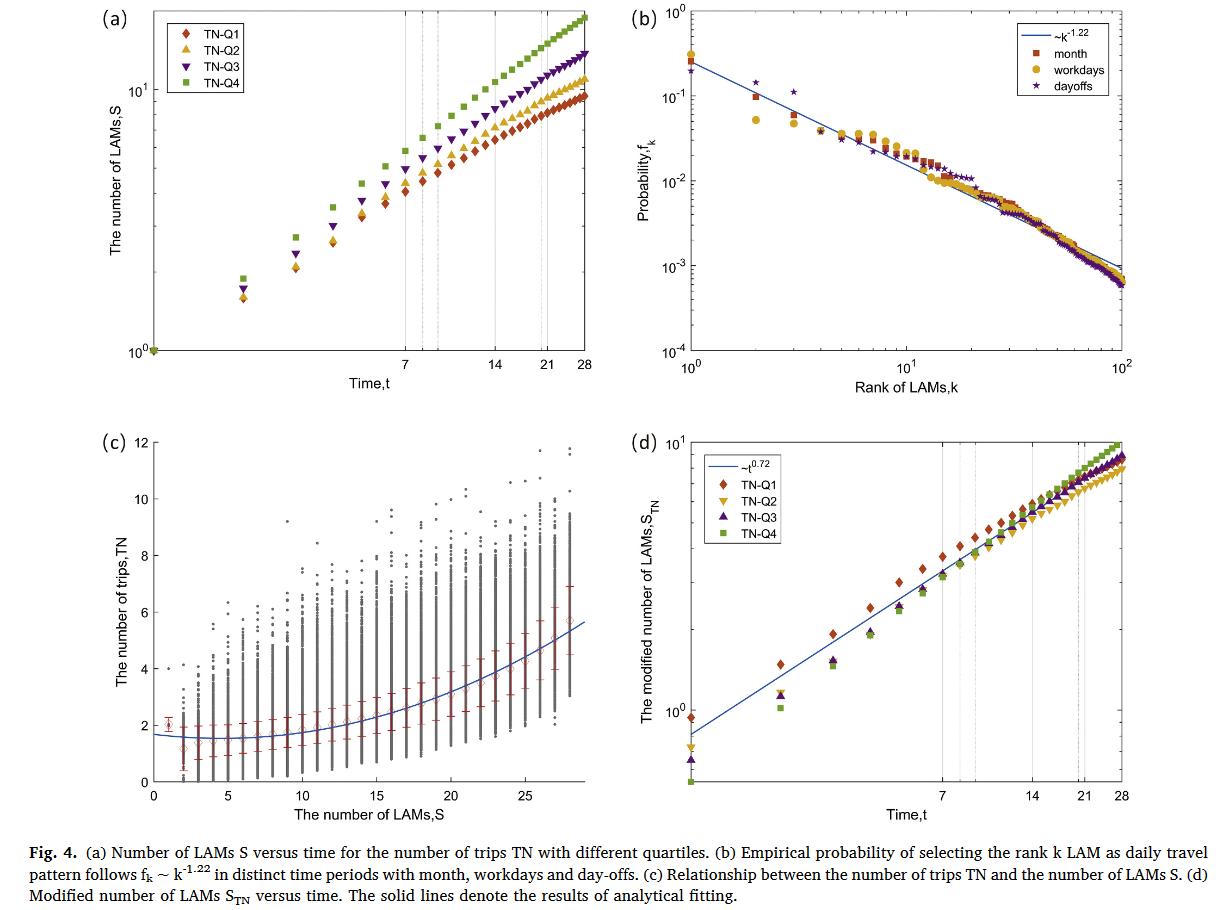 (a)
TN-Q1
TN-Q2
TN-Q3
TN-Q4
10^1
10^0
The number of LAMs,S
7
14
21
28
Time,t
(b)
~k^-1.22
month
workdays
dayoffs
10^0
10^-1
10^-2
10^-3
10^-4
Probability,f_k
10^0
10^1
10^2
Rank of LAMs,k
(c)
12
10
8
6
4
2
0
The number of trips,TN
0
5
10
15
20
25
The number of LAMs,S
(d)
~t^0.72
TN-Q1
TN-Q2
TN-Q3
TN-Q4
10^1
10^0
The modified number of LAMs,S_TN
7
14
21
28
Time,t
Fig. 4. (a) Number of LAMs S versus time for the number of trips TN with different quartiles. (b) Empirical probability of selecting the rank k LAM as daily travel
pattern follows f_k ~ k^-1.22 in distinct time periods with month, workdays and day-offs. (c) Relationship between the number of trips TN and the number of LAMs S. (d)
Modified number of LAMs S_TN versus time. The solid lines denote the results of analytical fitting.